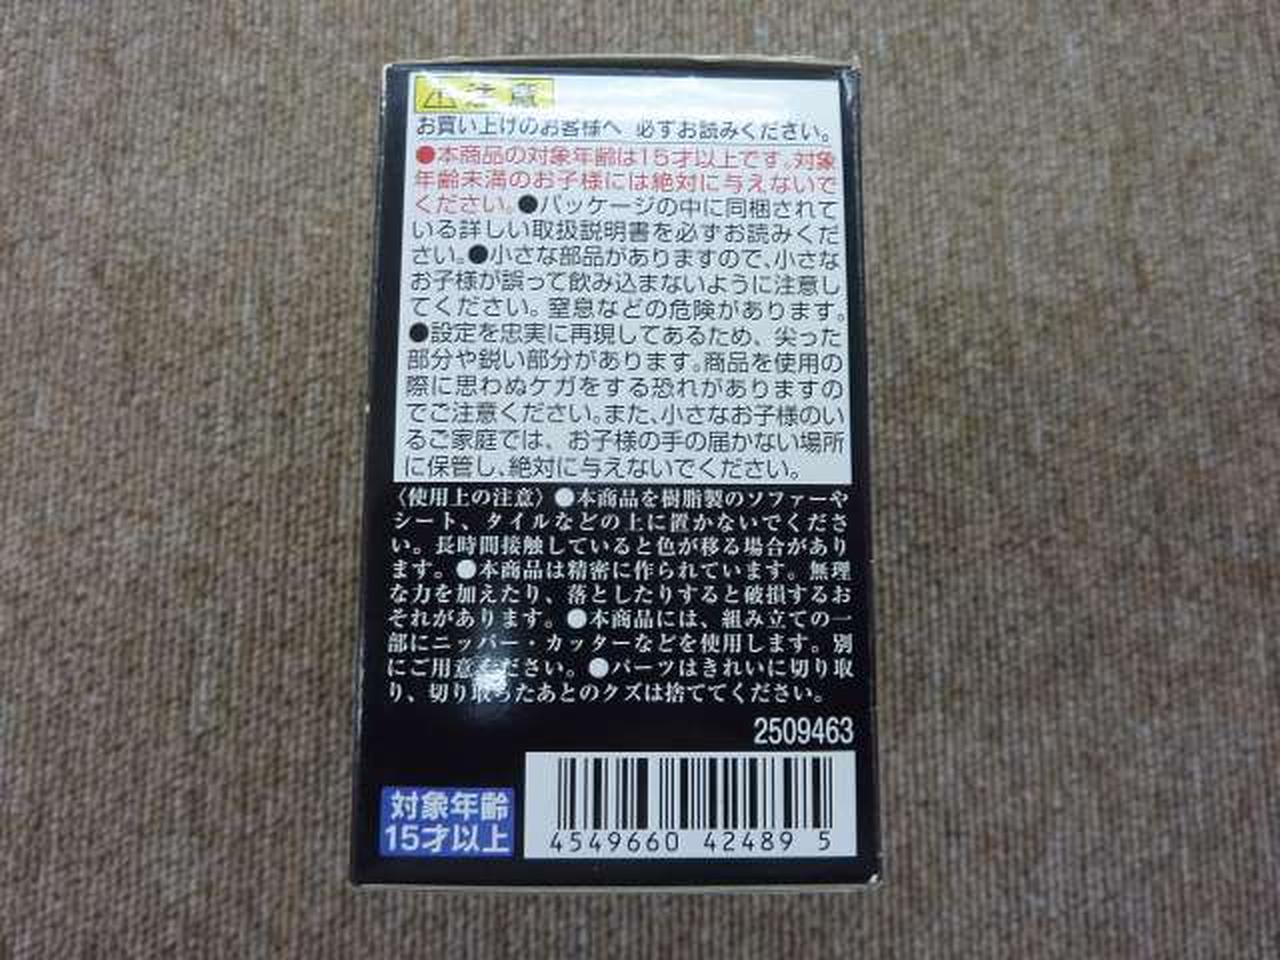 注意
お買い上げのお客様へ 必ずお読みください。
●本商品の対象年齢は15才以上です。対象
年齢未満のお子様には絶対に与えないで
ください。●パッケージの中に同梱されて
いる詳しい取扱説明書を必ずお読みくだ
さい。●小さな部品がありますので、小さな
お子様が誤って飲み込まないように注意し
てください。窒息などの危険があります。
●設定を忠実に再現してあるため、尖った
部分や鋭い部分があります。商品を使用の
際に思わぬケガをする恐れがありますの
でご注意ください。また、小さなお子様のい
るご家庭では、お子様の手の届かない場所
に保管し、絶対に与えないでください。
〈使用上の注意〉●本商品を樹脂製のソファーや
シート、タイルなどの上に置かないでくださ
い。長時間接触していると色が移る場合があり
ます。●本商品は精密に作られています。無理
な力を加えたり、落としたりすると破損するお
それがあります。●本商品には、組み立ての一
部にニッパー・カッターなどを使用します。別
にご用意ください。●パーツはきれいに切り取
り、切り取ったあとのクズは捨ててください。
2509463
対象年齢
15才以上
4549660 42489 5